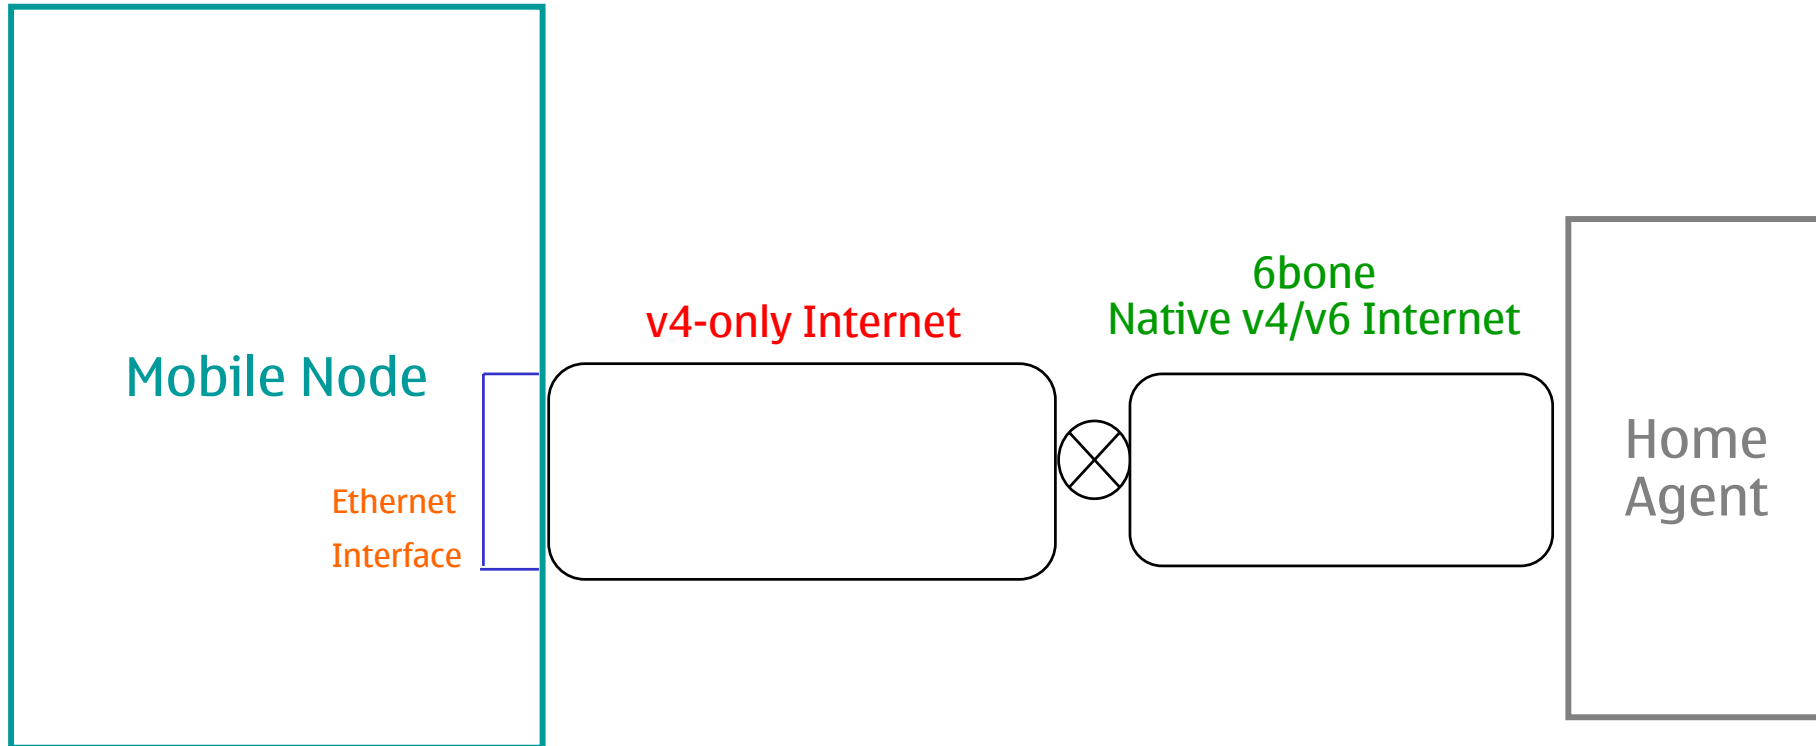 Mobile Node
Ethernet
Interface
v4-only Internet
6bone
Native v4/v6 Internet
Home
Agent